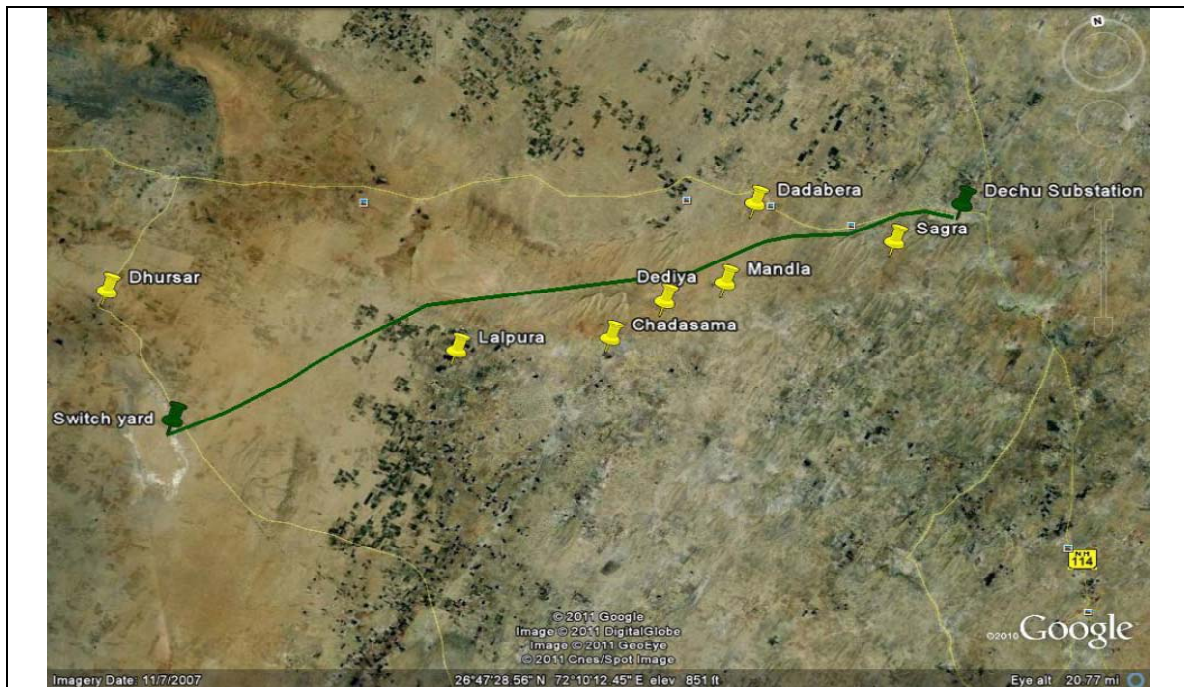 N
Dadabera
Dechu Substation
Sagra
Dhursar
Dediya
Mandla
Chadasama
Lalpura
Switch yard
NH
114
© 2011 Google
Image © 2011 DigitalGlobe
Image © 2011 GeoEye
© 2011 Cnes/Spot Image
©2010 Google
Imagery Date: 11/7/2007 26°47'28.56" N 72°10'12.45" E elev 851 ft Eye alt 20.77 mi